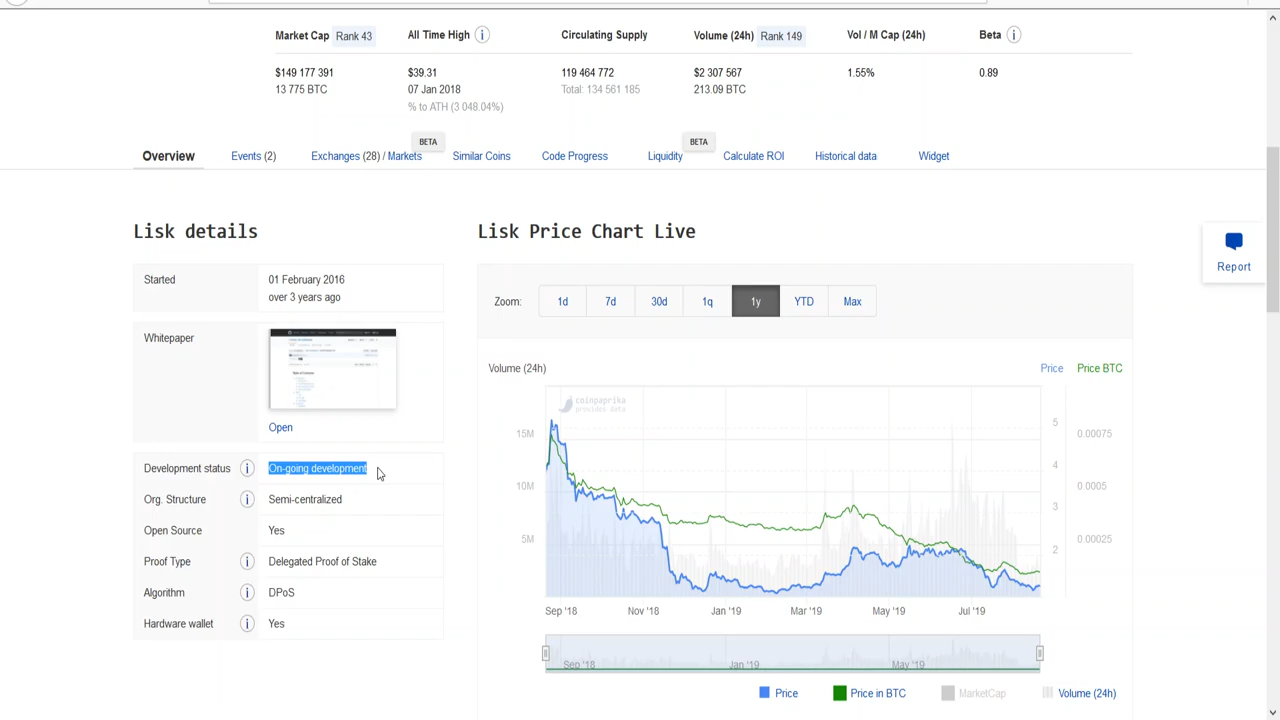 Market Cap Rank 43
All Time High i
Circulating Supply
Volume (24h) Rank 149
Vol / M Cap (24h)
Beta i
$149 177 391
$39.31
119 464 772
$2 307 567
1.55%
0.89
13 775 BTC
07 Jan 2018
Total: 134 561 185
213.09 BTC
% to ATH (3 048.04%)
BETA
BETA
Overview
Events (2)
Exchanges (28) / Markets
Similar Coins
Code Progress
Liquidity
Calculate ROI
Historical data
Widget
Lisk details
Started
01 February 2016
over 3 years ago
Whitepaper
Open
Development status i On-going development
Org. Structure i Semi-centralized
Open Source Yes
Proof Type i Delegated Proof of Stake
Algorithm i DPoS
Hardware wallet i Yes
Lisk Price Chart Live
Zoom: 1d 7d 30d 1q 1y YTD Max
Volume (24h)
Price Price BTC
coinpaprika
provides data
15M
10M
5M
5
4
3
2
0.00075
0.0005
0.00025
Sep '18 Nov '18 Jan '19 Mar '19 May '19 Jul '19
Sep '18 Jan '19 May '19
Price Price in BTC MarketCap Volume (24h)
Report